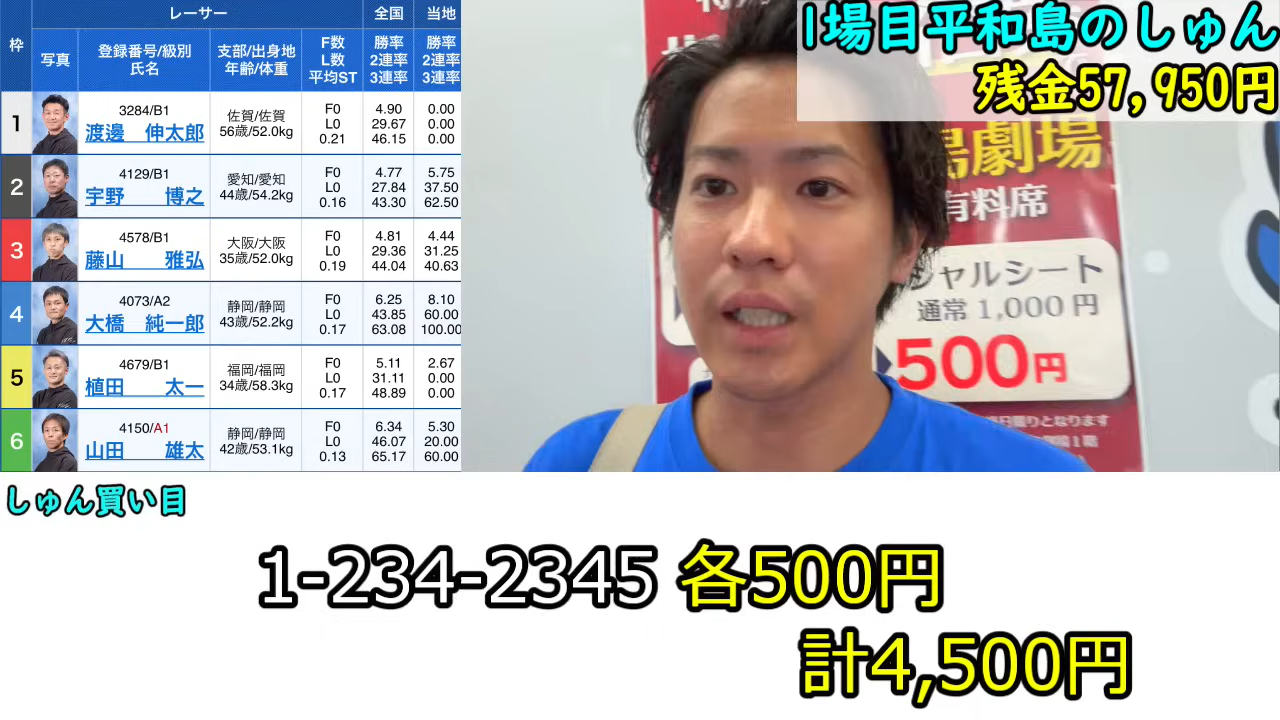 1場目平和島のしゅん
残金57,950円
レーサー 全国 当地
枠 写真 登録番号/級別 氏名 支部/出身地 年齢/体重 F数 L数 平均ST 勝率 2連率 3連率 勝率 2連率 3連率
1 3284/B1 渡邊 伸太郎 佐賀/佐賀 56歳/52.0kg F0 L0 0.21 4.90 29.67 46.15 0.00 0.00 0.00
2 4129/B1 宇野 博之 愛知/愛知 44歳/54.2kg F0 L0 0.16 4.77 27.84 43.30 5.75 37.50 62.50
3 4578/B1 藤山 雅弘 大阪/大阪 35歳/52.0kg F0 L0 0.19 4.81 29.36 44.04 4.44 31.25 40.63
4 4073/A2 大橋 純一郎 静岡/静岡 43歳/52.2kg F0 L0 0.17 6.25 43.85 63.08 8.10 60.00 100.00
5 4679/B1 植田 太一 福岡/福岡 34歳/58.3kg F0 L0 0.17 5.11 31.11 48.89 2.67 0.00 0.00
6 4150/A1 山田 雄太 静岡/静岡 42歳/53.1kg F0 L0 0.13 6.34 46.07 65.17 5.30 20.00 60.00
劇場
有料席
シャルシート
通常 1,000 円
500円
となります
しゅん買い目
1-234-2345 各500円
計4,500円